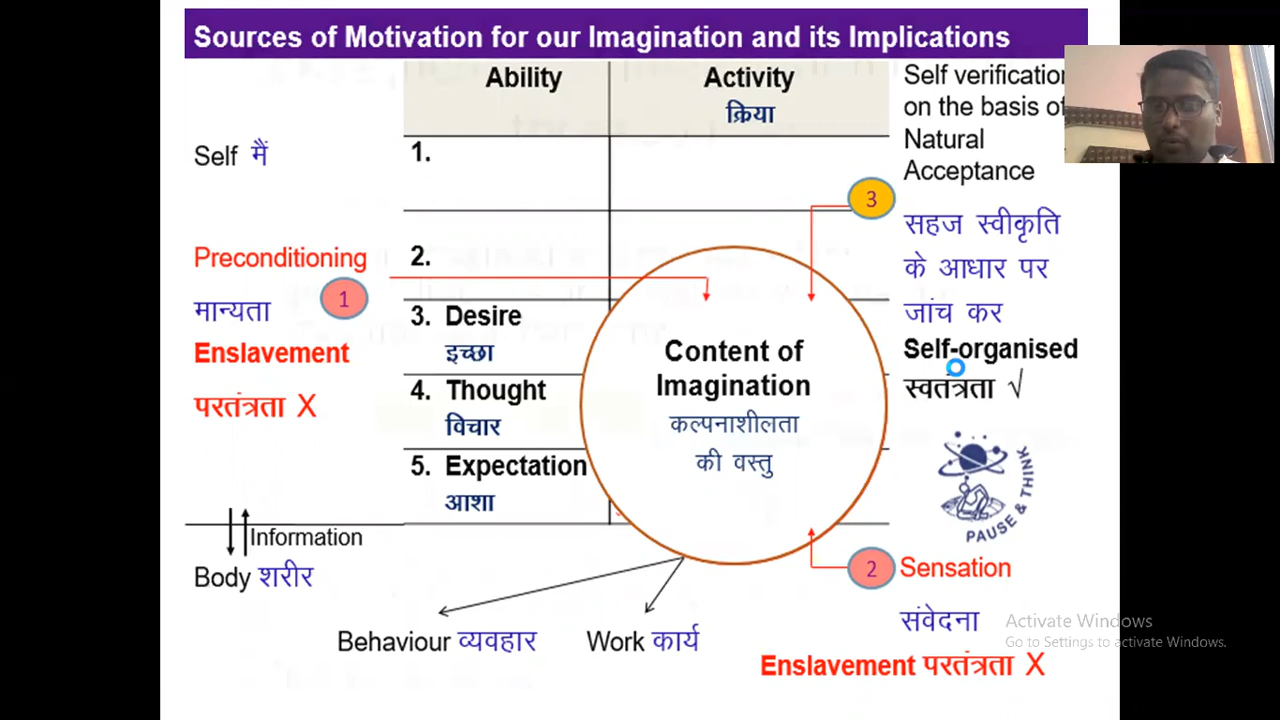 Sources of Motivation for our Imagination and its Implications
Ability
Activity
क्रिया
Self verification
on the basis of
Natural
Acceptance
सहज स्वीकृति
के आधार पर
जांच कर
Self-organised
स्वतंत्रता √
Self मैं
1.
3
Preconditioning
मान्यता
1
Enslavement
परतंत्रता X
2.
3. Desire
इच्छा
4. Thought
विचार
5. Expectation
आशा
Content of
Imagination
कल्पनाशीलता
की वस्तु
PAUSE & THINK
Information
Body शरीर
2
Sensation
संवेदना
Behaviour व्यवहार
Work कार्य
Enslavement परतंत्रता X
Activate Windows
Go to Settings to activate Windows.